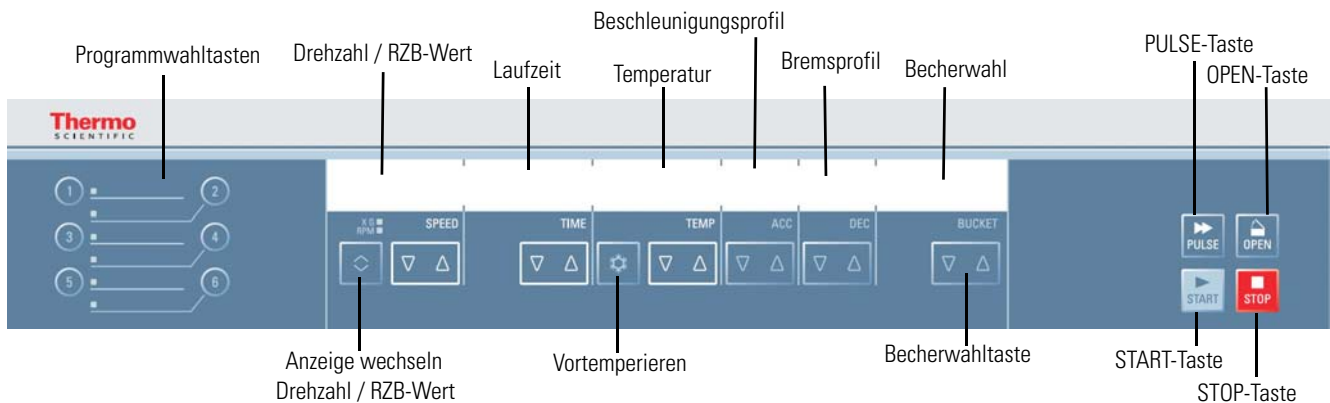 Beschleunigungsprofil
Programmwahltasten
Drehzahl / RZB-Wert
Laufzeit
Temperatur
Bremsprofil
Becherwahl
PULSE-Taste
OPEN-Taste
Thermo
SCIENTIFIC
1
2
3
4
5
6
X G
RPM
SPEED
TIME
TEMP
ACC
DEC
BUCKET
PULSE
OPEN
START
STOP
Anzeige wechseln
Drehzahl / RZB-Wert
Vortemperieren
Becherwahltaste
START-Taste
STOP-Taste